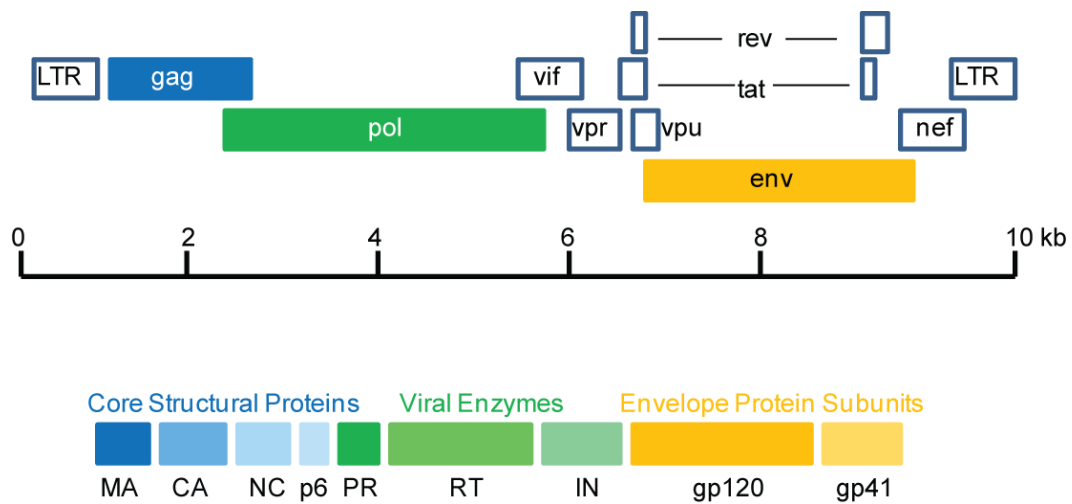 rev
LTR gag vif tat LTR
pol vpr vpu nef
env
0 2 4 6 8 10 kb
Core Structural Proteins Viral Enzymes Envelope Protein Subunits
MA CA NC p6 PR RT IN gp120 gp41